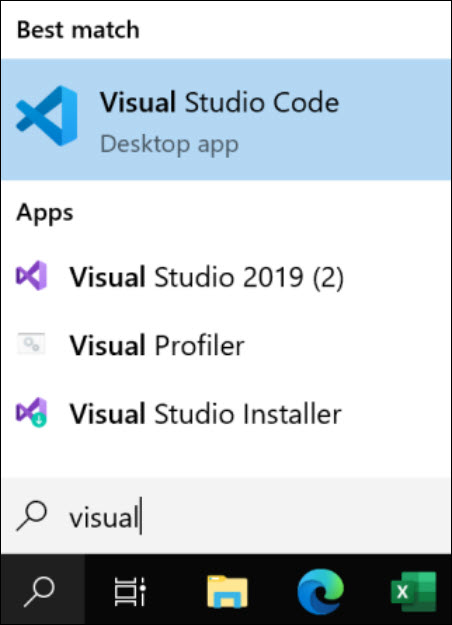 Best match
Visual Studio Code
Desktop app
Apps
Visual Studio 2019 (2)
Visual Profiler
Visual Studio Installer
visual
X